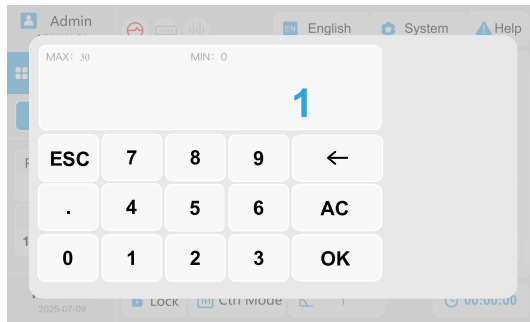 Admin
English
System
Help
MAX: 30
MIN: 0
1
ESC 7 8 9 ←
. 4 5 6 AC
0 1 2 3 OK
2025-07-09
Lock
Ctrl Mode
1
00:00:00